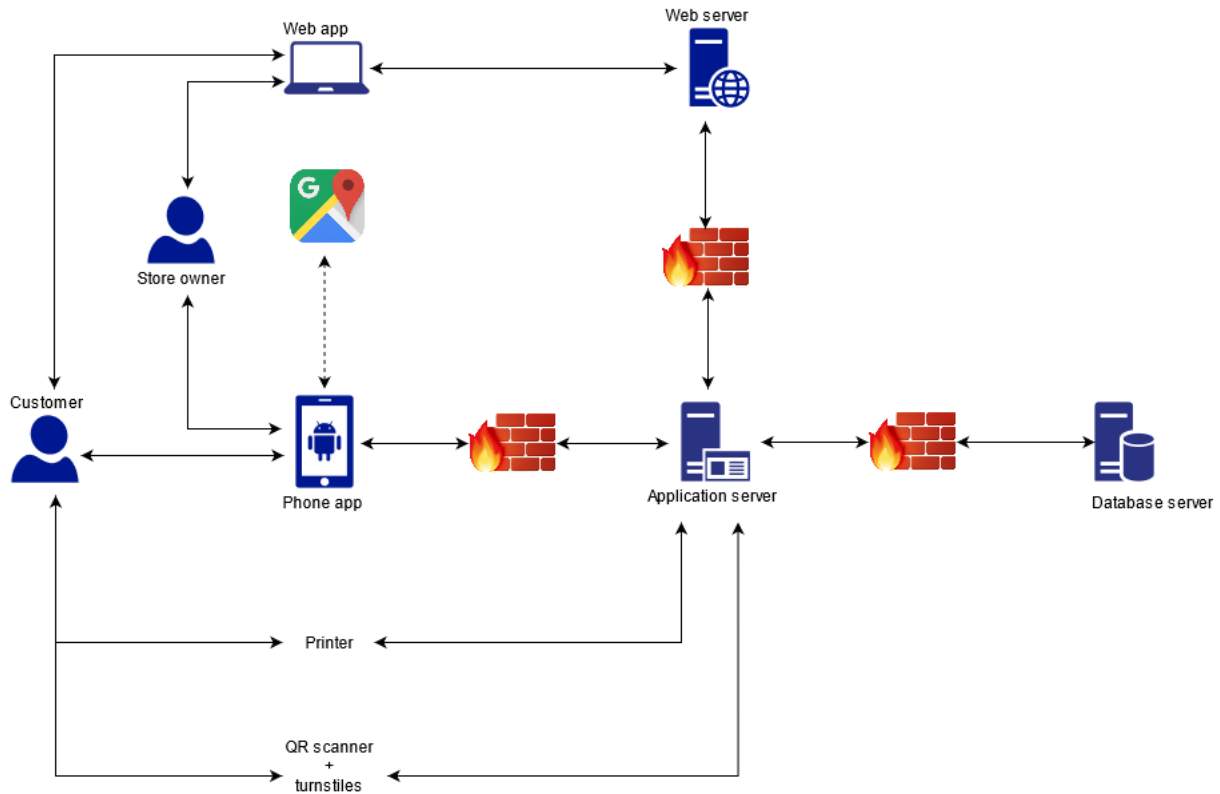 Web server
Web app
G
Store owner
Customer
Phone app
Application server
Database server
Printer
QR scanner
+
turnstiles